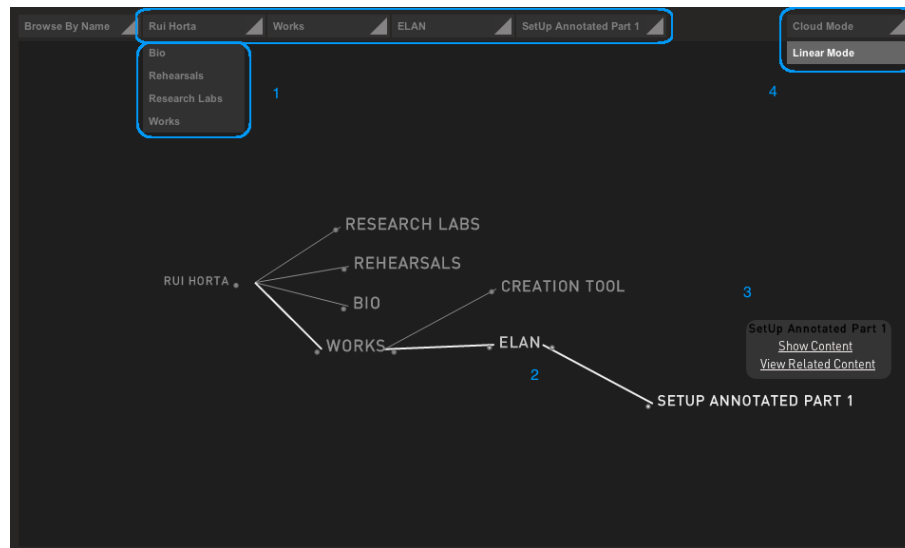 Browse By Name
Rui Horta
Works
ELAN
SetUp Annotated Part 1
Cloud Mode
Bio
Rehearsals
Research Labs
Works
Linear Mode
1
4
RESEARCH LABS
REHEARSALS
RUI HORTA
CREATION TOOL
BIO
3
WORKS
ELAN
2
SetUp Annotated Part 1
Show Content
View Related Content
SETUP ANNOTATED PART 1